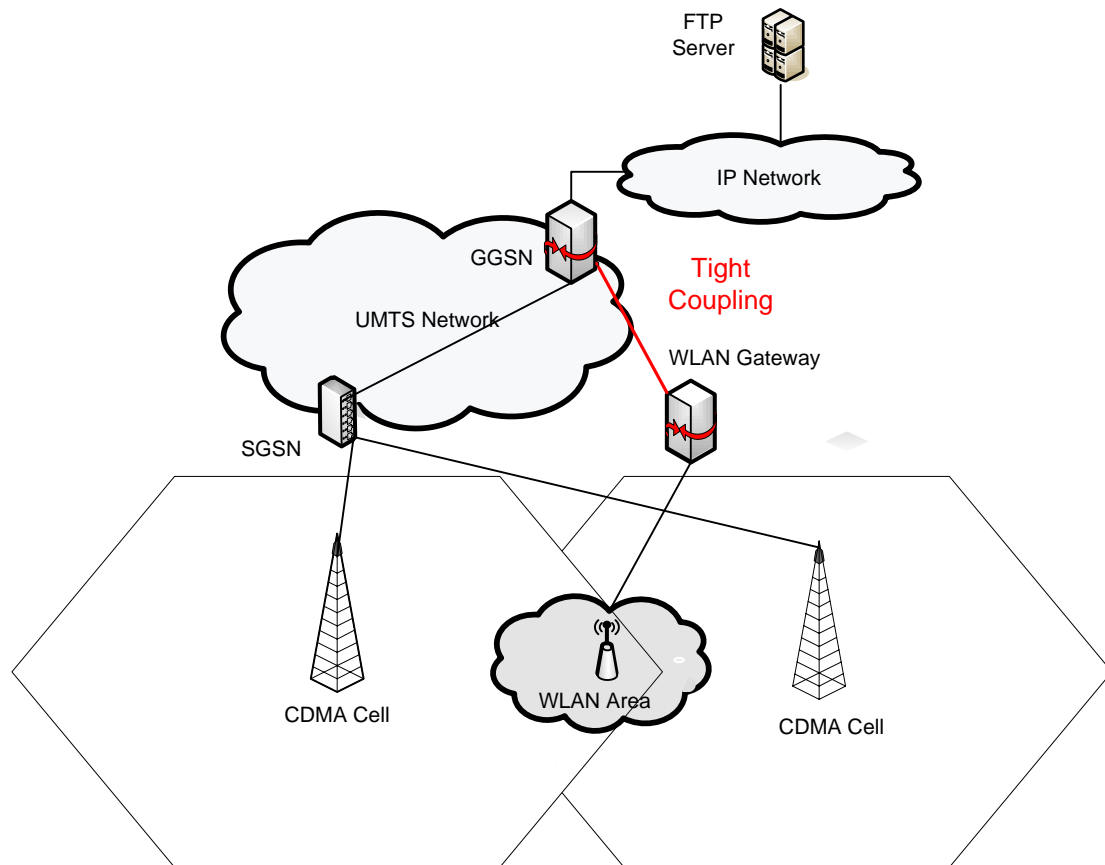 FTP
Server
IP Network
GGSN
Tight
Coupling
UMTS Network
WLAN Gateway
SGSN
WLAN Area
CDMA Cell
CDMA Cell